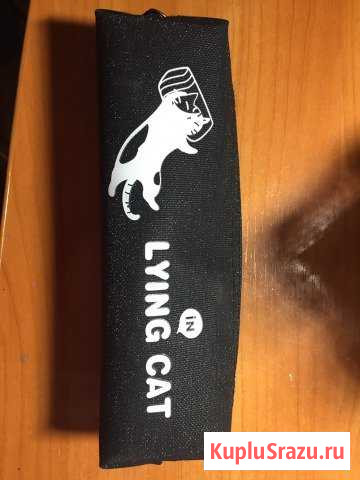 iN
LYING CAT
KupluSrazu.ru